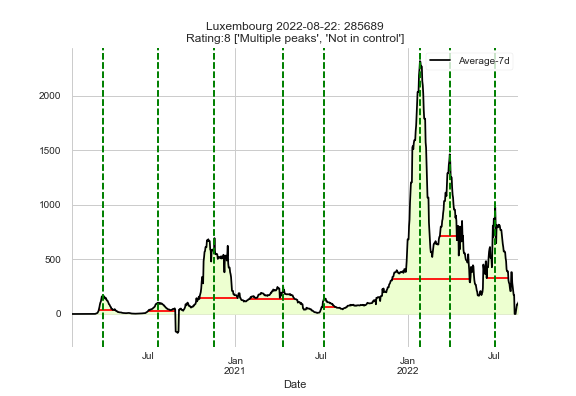 Luxembourg 2022-08-22: 285689
Rating:8 ['Multiple peaks', 'Not in control']
Average-7d
2000
1500
1000
500
0
Jul
Jan
2021
Jul
Jan
2022
Jul
Date